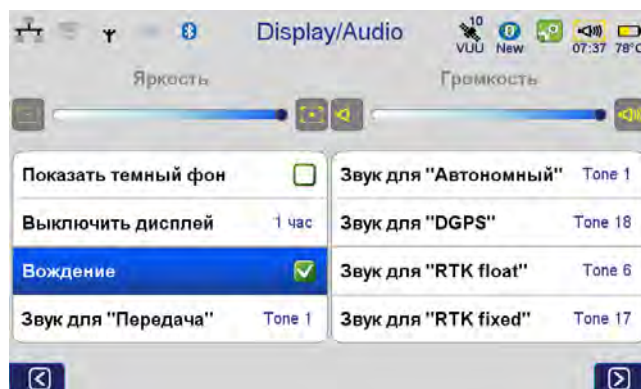 Display/Audio
10
VUU
New
07:37
78°C
Яркость
Громкость
Показать темный фон
Звук для "Автономный" Tone 1
Выключить дисплей 1 час
Звук для "DGPS" Tone 18
Вождение
Звук для "RTK float" Tone 6
Звук для "Передача" Tone 1
Звук для "RTK fixed" Tone 17